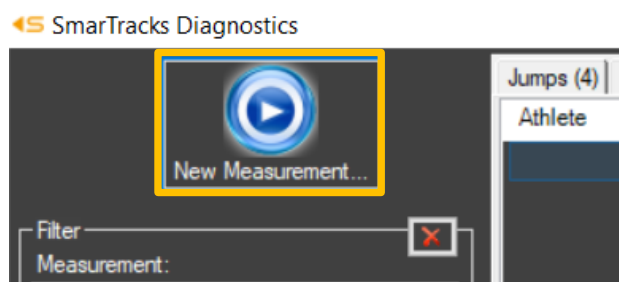 SmarTracks Diagnostics
New Measurement...
Jumps (4)
Athlete
Filter
Measurement: